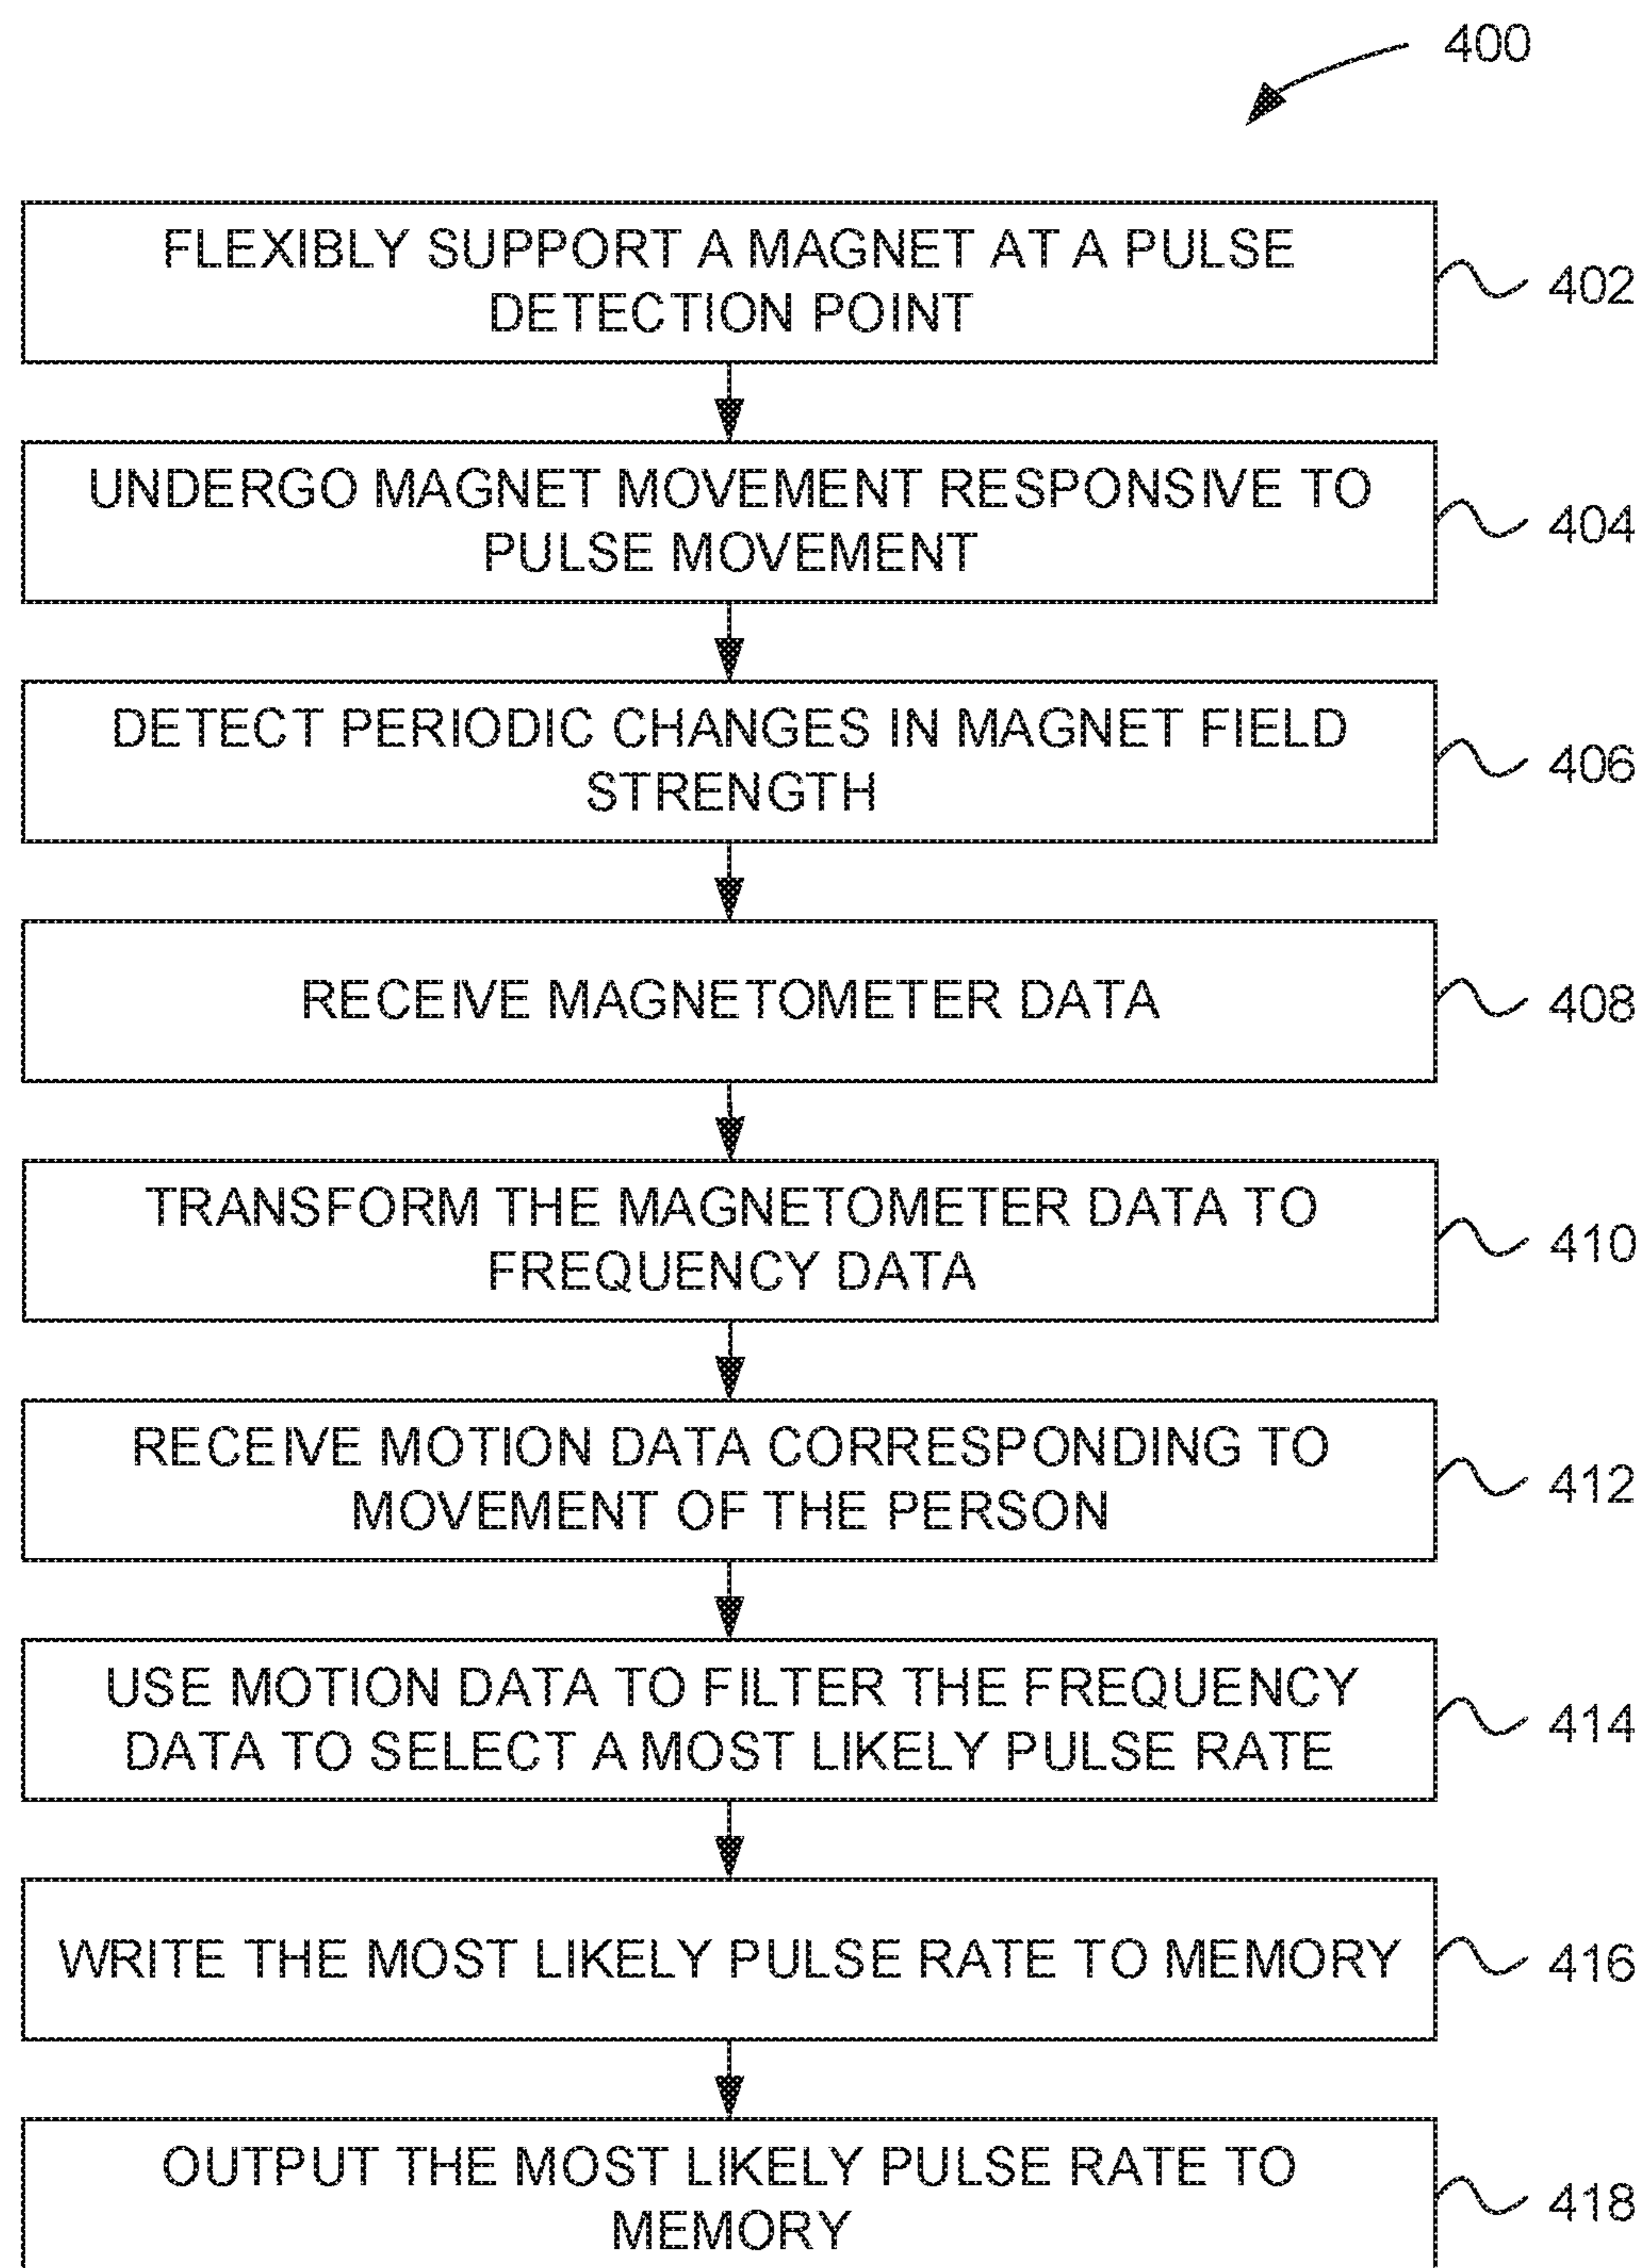 400
FLEXIBLY SUPPORT A MAGNET AT A PULSE
DETECTION POINT
402
UNDERGO MAGNET MOVEMENT RESPONSIVE TO
PULSE MOVEMENT
404
DETECT PERIODIC CHANGES IN MAGNET FIELD
STRENGTH
406
RECEIVE MAGNETOMETER DATA
408
TRANSFORM THE MAGNETOMETER DATA TO
FREQUENCY DATA
410
RECEIVE MOTION DATA CORRESPONDING TO
MOVEMENT OF THE PERSON
412
USE MOTION DATA TO FILTER THE FREQUENCY
DATA TO SELECT A MOST LIKELY PULSE RATE
414
WRITE THE MOST LIKELY PULSE RATE TO MEMORY
416
OUTPUT THE MOST LIKELY PULSE RATE TO
MEMORY
418